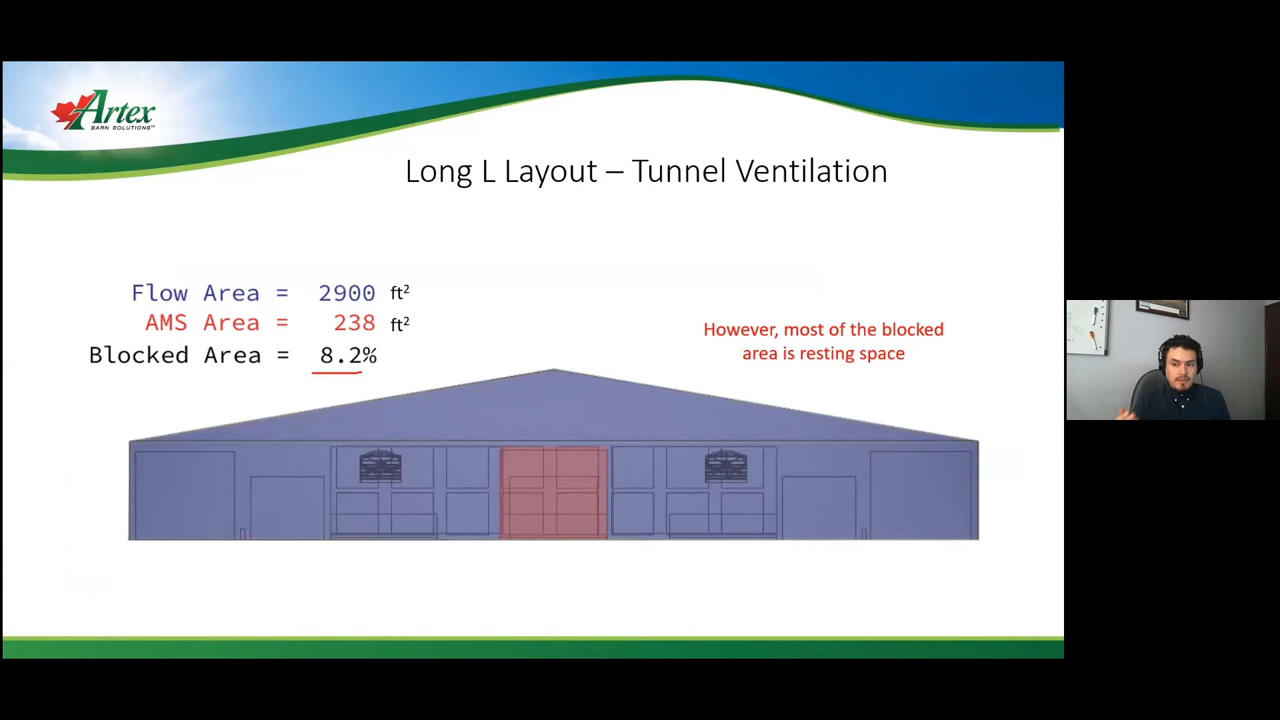 Artex
BARN SOLUTIONS™
Long L Layout – Tunnel Ventilation
Flow Area = 2900 ft²
AMS Area = 238 ft²
Blocked Area = 8.2%
However, most of the blocked
area is resting space